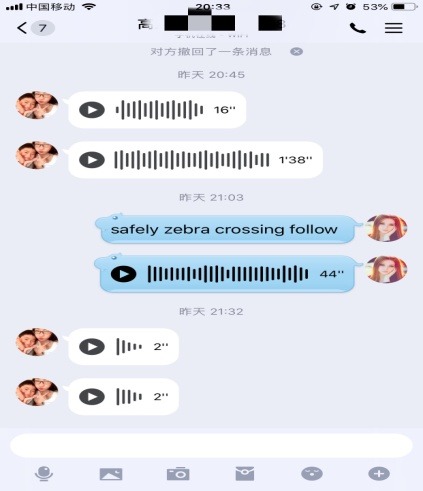 中国移动 20:33 53%
7
对方撤回了一条消息
昨天 20:45
16"
1'38"
昨天 21:03
safely zebra crossing follow
44"
昨天 21:32
2"
2"